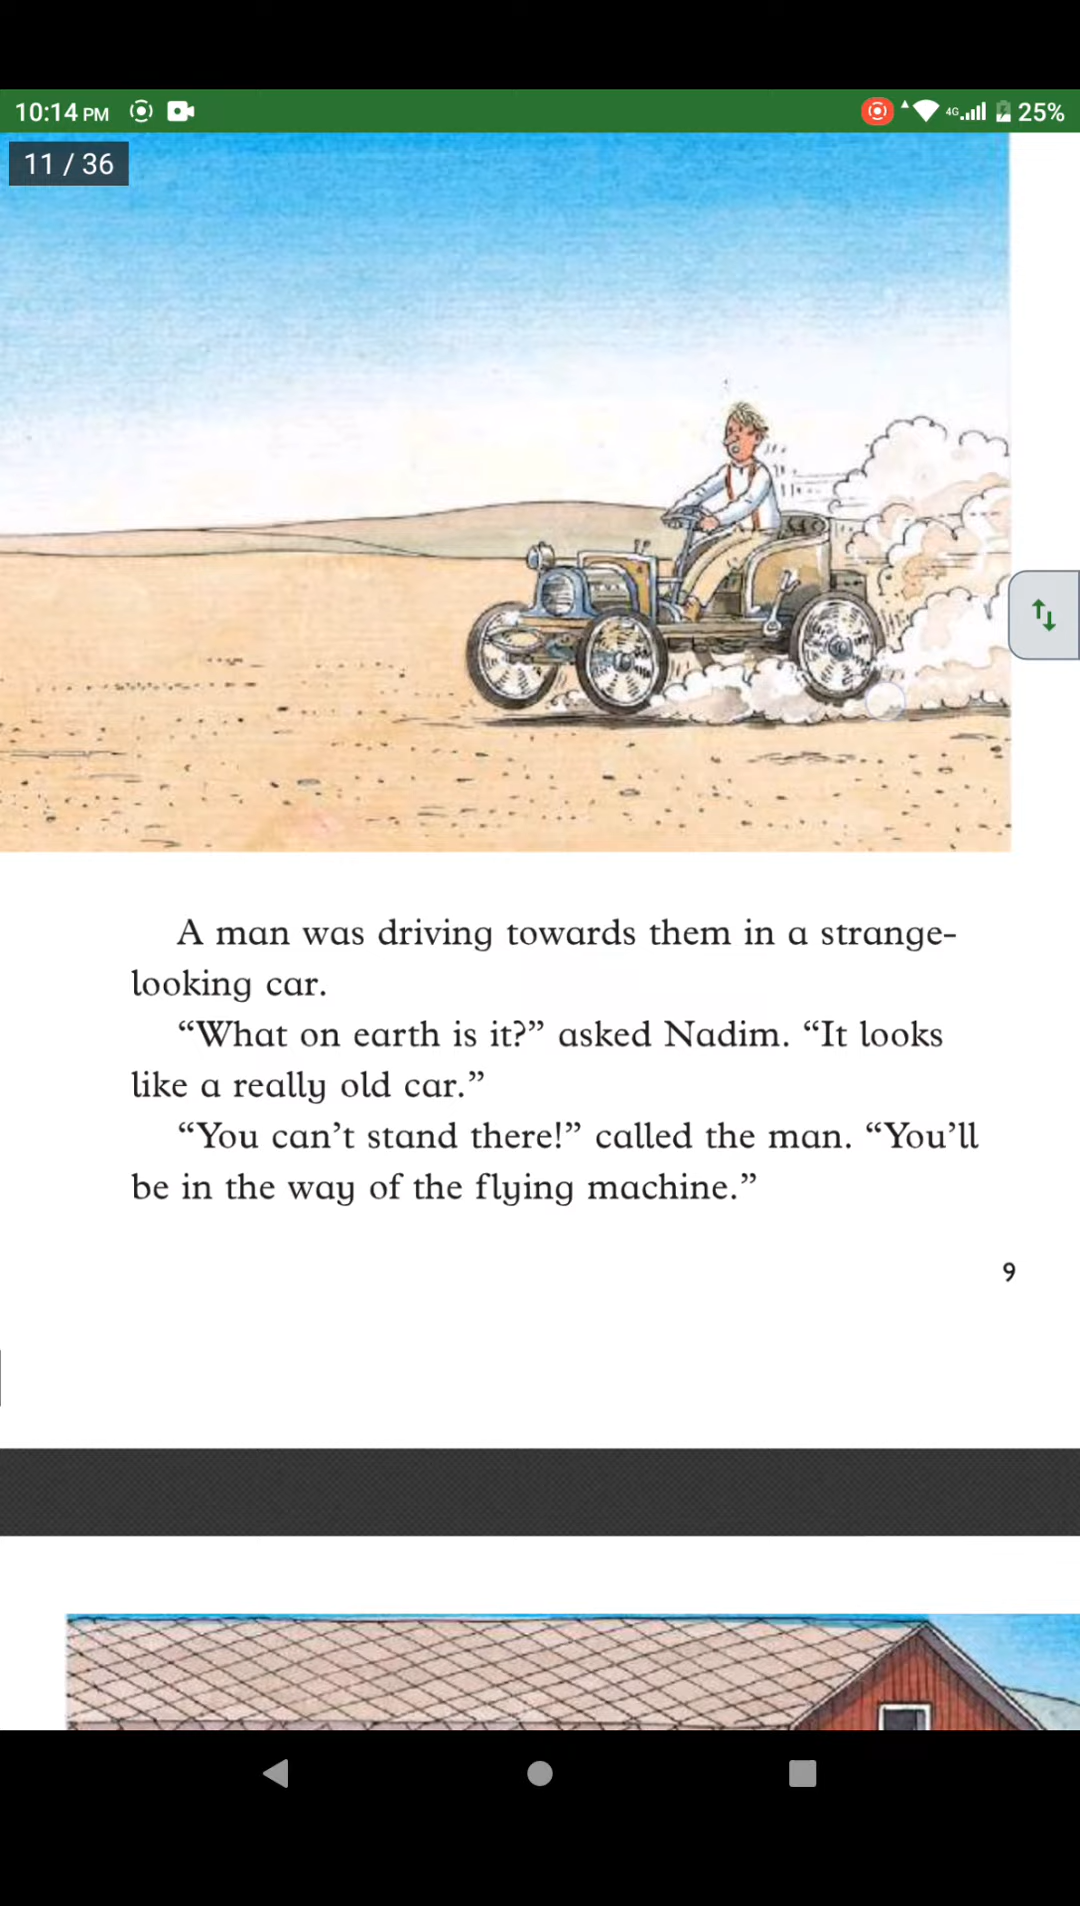 10:14 PM
4G
25%
11 / 36
A man was driving towards them in a strange-
looking car.
“What on earth is it?” asked Nadim. “It looks
like a really old car.”
“You can’t stand there!” called the man. “You’ll
be in the way of the flying machine.”
9